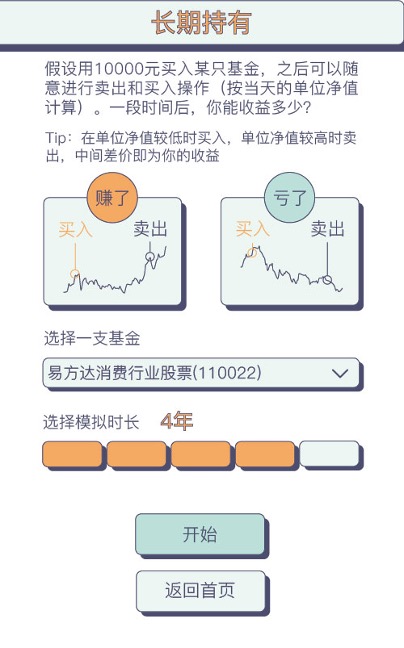 长期持有
假设用10000元买入某只基金，之后可以随
意进行卖出和买入操作（按当天的单位净值
计算）。一段时间后，你能收益多少？
Tip：在单位净值较低时买入，单位净值较高时卖
出，中间差价即为你的收益
赚了
买入
卖出
亏了
买入
卖出
选择一支基金
易方达消费行业股票(110022)
选择模拟时长 4年
开始
返回首页